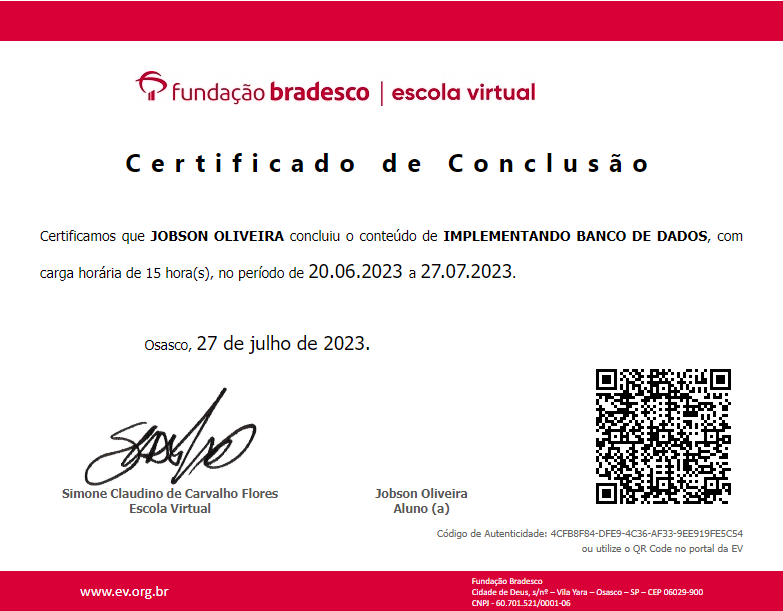 fundação bradesco | escola virtual
Certificado de Conclusão
Certificamos que JOBSON OLIVEIRA concluiu o conteúdo de IMPLEMENTANDO BANCO DE DADOS, com
carga horária de 15 hora(s), no período de 20.06.2023 a 27.07.2023.
Osasco, 27 de julho de 2023.
Simone Claudino de Carvalho Flores
Escola Virtual
Jobson Oliveira
Aluno (a)
Código de Autenticidade: 4CFB8F84-DFE9-4C36-AF33-9EE919FE5C54
ou utilize o QR Code no portal da EV
www.ev.org.br
Fundação Bradesco
Cidade de Deus, s/nº – Vila Yara – Osasco – SP – CEP 06029-900
CNPJ - 60.701.521/0001-06